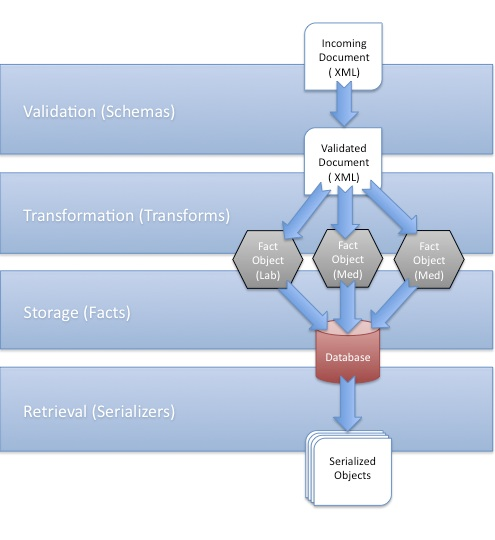 Incoming
Document
( XML)
Validation (Schemas)
Validated
Document
( XML)
Transformation (Transforms)
Fact
Object
(Lab)
Fact
Object
(Med)
Fact
Object
(Med)
Storage (Facts)
Database
Retrieval (Serializers)
Serialized
Objects